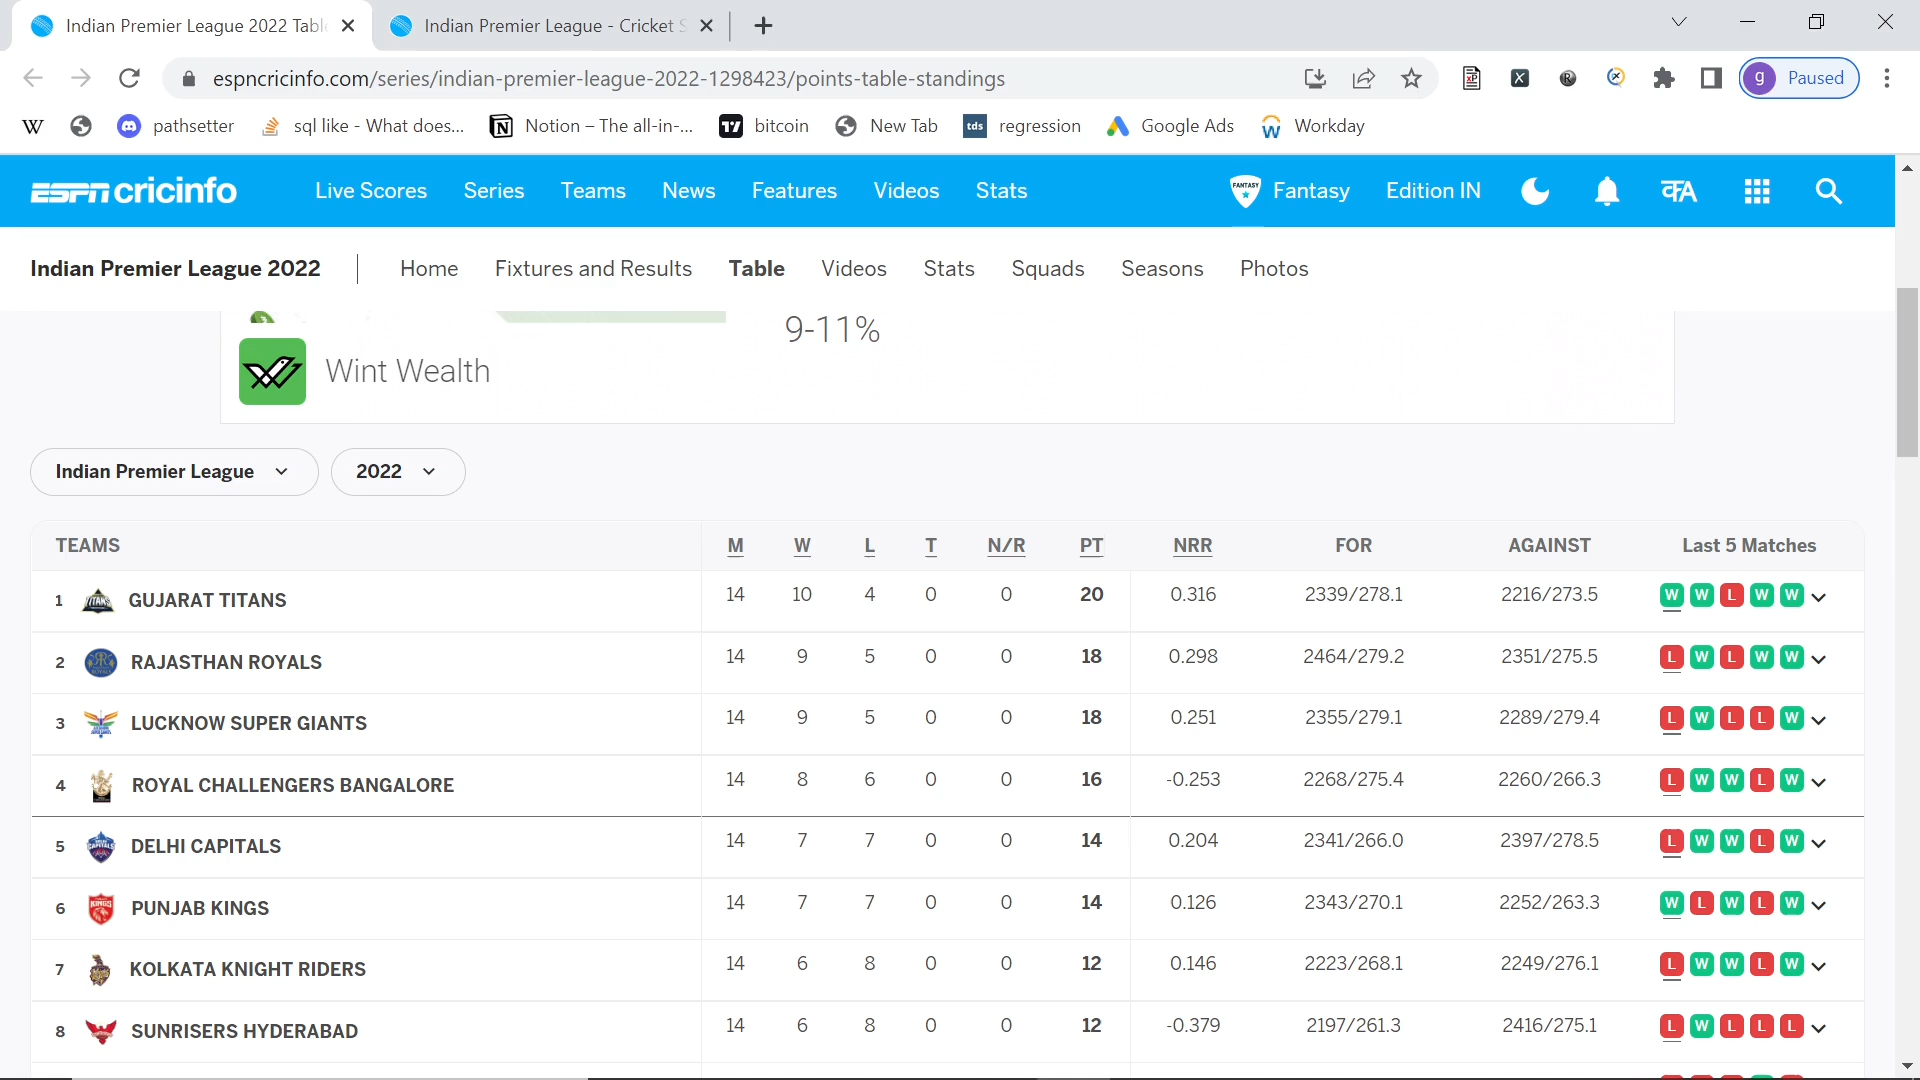 Indian Premier League 2022 Tabl
Indian Premier League - Cricket S
espncricinfo.com/series/indian-premier-league-2022-1298423/points-table-standings
g Paused
W pathsetter sql like - What does... Notion – The all-in-... bitcoin New Tab tds regression Google Ads Workday
ESPN cricinfo Live Scores Series Teams News Features Videos Stats FANTASY Fantasy Edition IN
Indian Premier League 2022 Home Fixtures and Results Table Videos Stats Squads Seasons Photos
9-11%
Wint Wealth
Indian Premier League 2022
TEAMS M W L T N/R PT NRR FOR AGAINST Last 5 Matches
1 GUJARAT TITANS 14 10 4 0 0 20 0.316 2339/278.1 2216/273.5 W W L W W
2 RAJASTHAN ROYALS 14 9 5 0 0 18 0.298 2464/279.2 2351/275.5 L W L W W
3 LUCKNOW SUPER GIANTS 14 9 5 0 0 18 0.251 2355/279.1 2289/279.4 L W L L W
4 ROYAL CHALLENGERS BANGALORE 14 8 6 0 0 16 -0.253 2268/275.4 2260/266.3 L W W L W
5 DELHI CAPITALS 14 7 7 0 0 14 0.204 2341/266.0 2397/278.5 L W W L W
6 PUNJAB KINGS 14 7 7 0 0 14 0.126 2343/270.1 2252/263.3 W L W L W
7 KOLKATA KNIGHT RIDERS 14 6 8 0 0 12 0.146 2223/268.1 2249/276.1 L W W L W
8 SUNRISERS HYDERABAD 14 6 8 0 0 12 -0.379 2197/261.3 2416/275.1 L W L L L